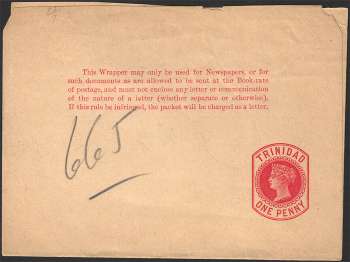 This Wrapper may only be used for Newspapers, or for
such documents as are allowed to be sent at the Book-rate
of postage, and must not enclose any letter or communication
of the nature of a letter (whether separate or otherwise).
If this rule be infringed, the packet will be charged as a letter.
665
TRINIDAD
ONE PENNY